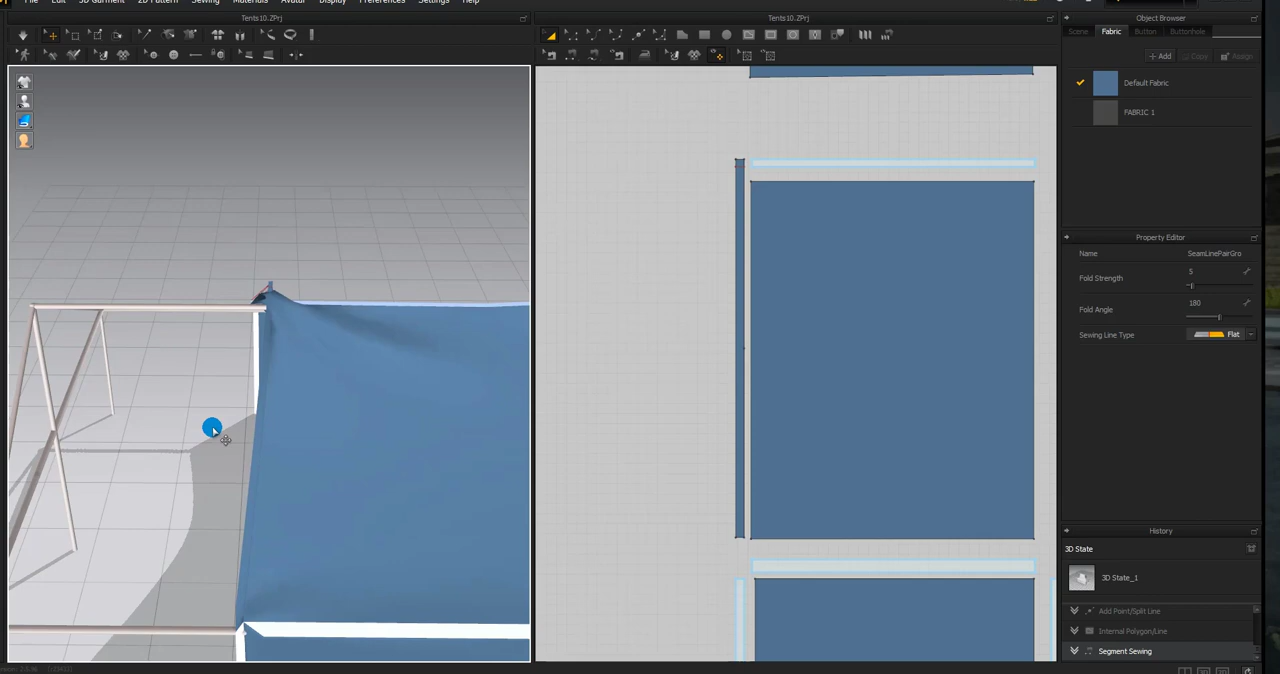 File Edit 3D Garment 2D Pattern Sewing Materials Avatar Display Preferences Settings Help
Tents10.ZPrj
Tents10.ZPrj
Object Browser
Scene Fabric Button Buttonhole
+ Add Copy Assign
Default Fabric
FABRIC 1
Property Editor
Name SeamLinePairGro
Fold Strength 5
Fold Angle 180
Sewing Line Type Flat
History
3D State
3D State_1
Add Point/Split Line
Internal Polygon/Line
Segment Sewing